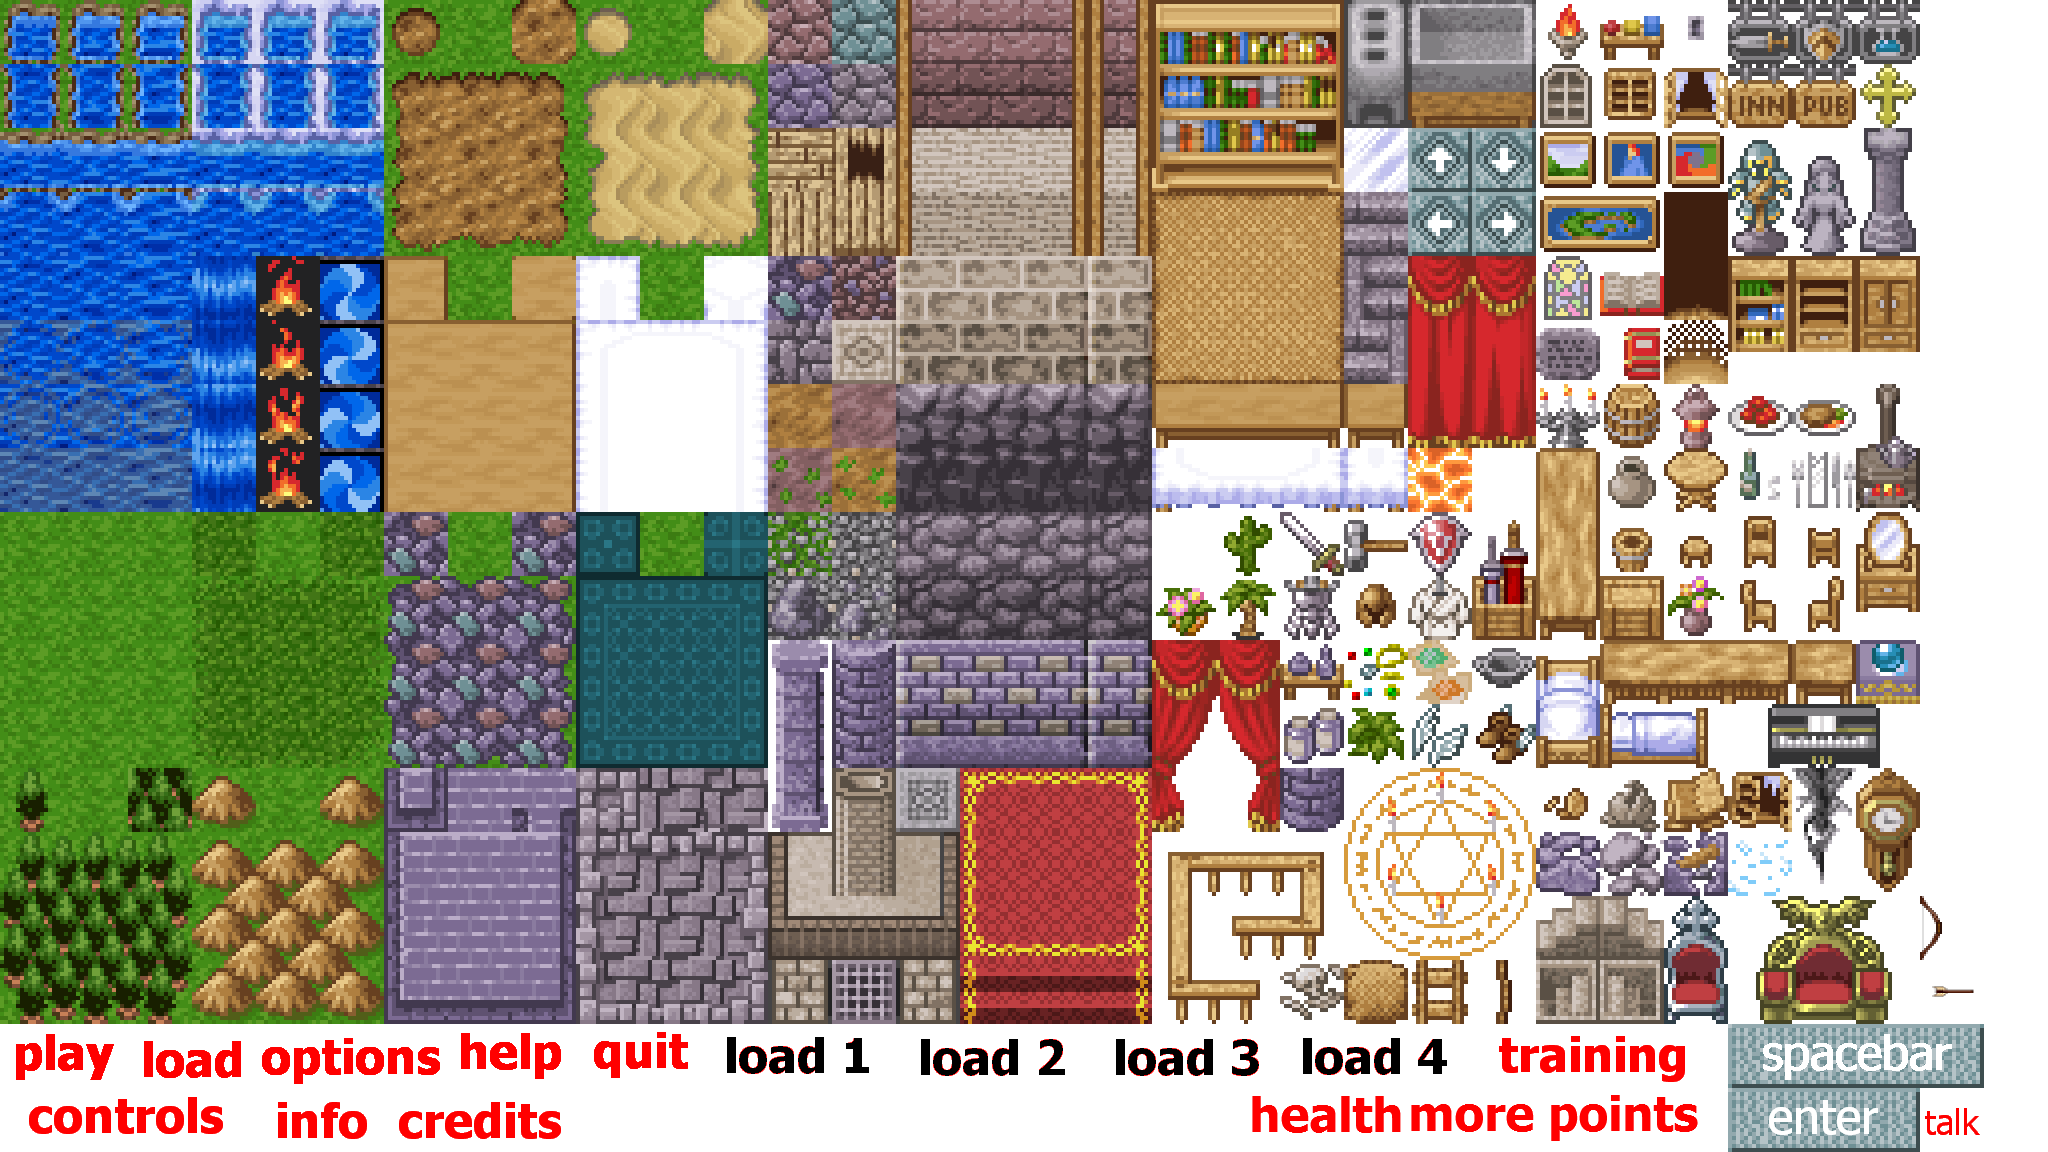 INN PUB
play load options help quit load 1 load 2 load 3 load 4 training spacebar
controls info credits health more points enter talk